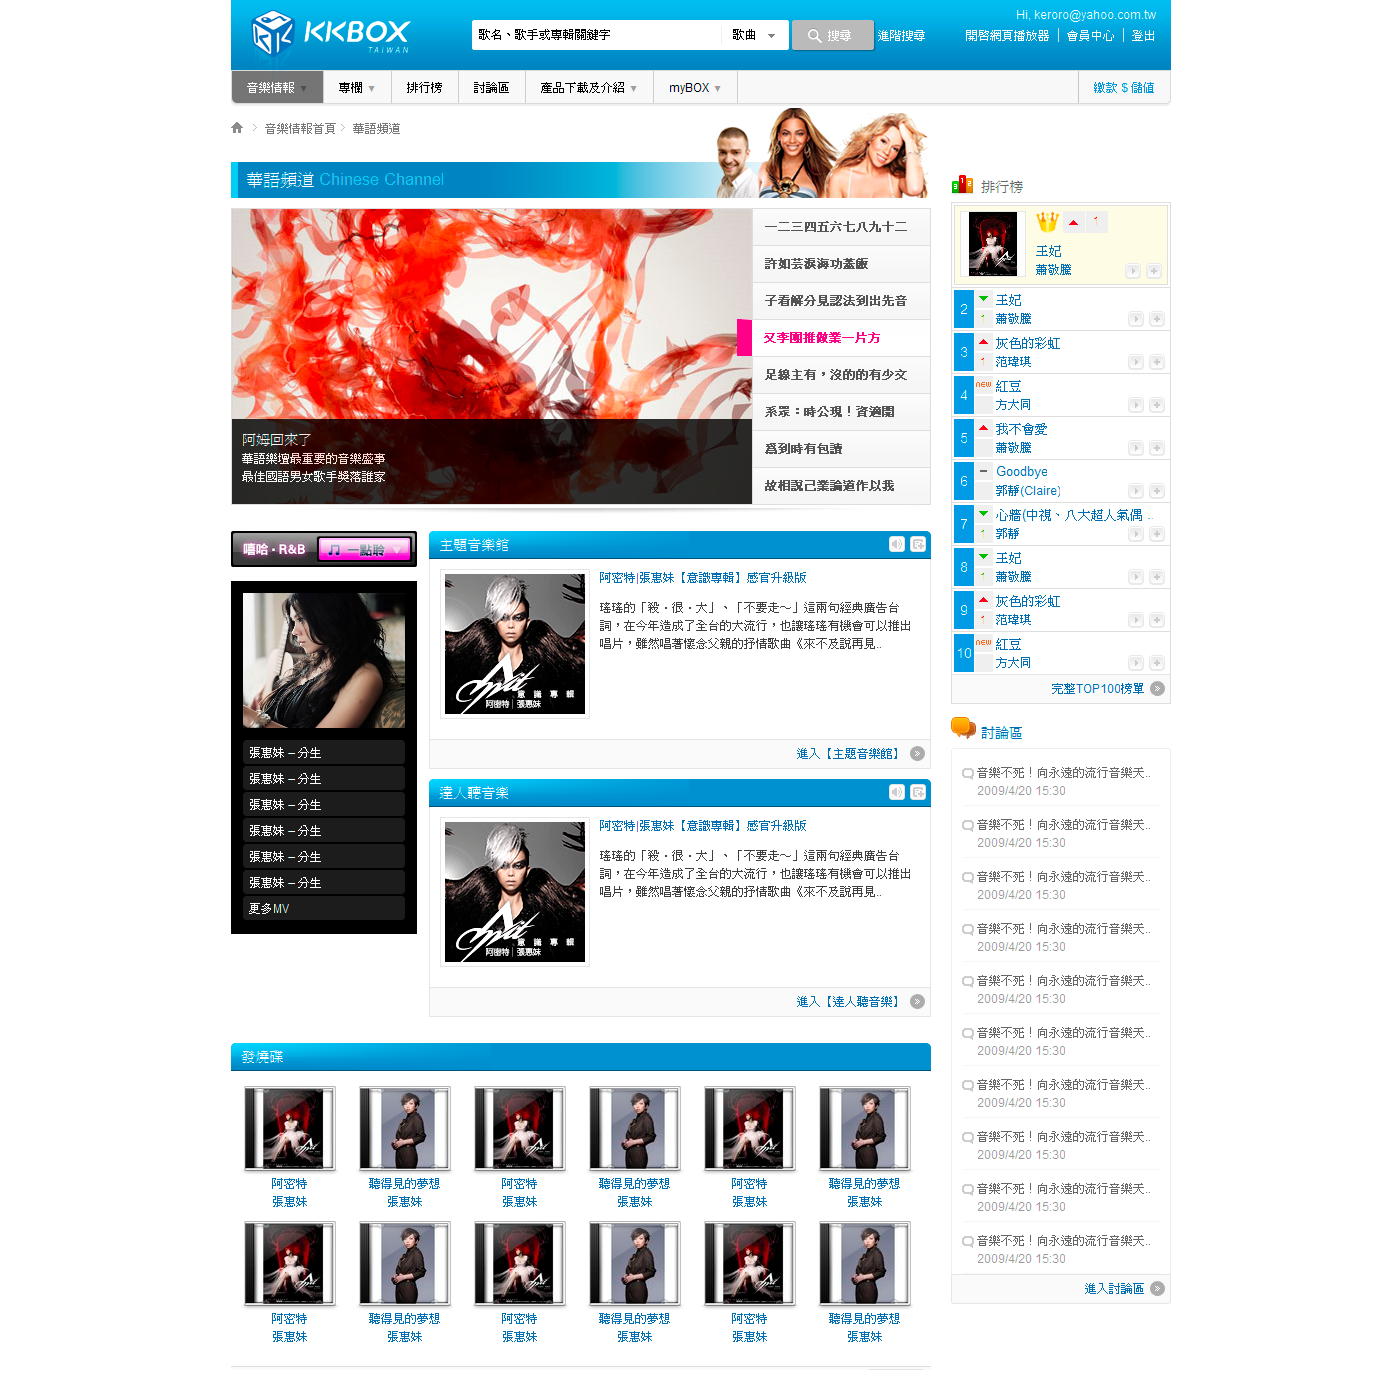 KKBOX
TAIWAN
歌名、歌手或專輯關鍵字
歌曲
搜尋
進階搜尋
Hi, keroro@yahoo.com.tw
開啓網頁播放器
會員中心
登出
音樂情報
專欄
排行榜
討論區
產品下載及介紹
myBOX
繳款 $ 儲值
音樂情報首頁
華語頻道
華語頻道 Chinese Channel
一二三四五六七八九十二
許如芸淚海功蓋飯
子看解分見認法到出先音
又李團推做業一片方
足線主有，沒的的有少文
系眾：時公現！資適開
為到時有包讀
故相說己業論道作以我
阿姆回來了
華語樂壇最重要的音樂盛事
最佳國語男女歌手獎落誰家
嘻哈・R&B
一點聆
張惠妹 – 分生
張惠妹 – 分生
張惠妹 – 分生
張惠妹 – 分生
張惠妹 – 分生
張惠妹 – 分生
更多MV
主題音樂館
意識專輯
阿密特│張惠妹
阿密特|張惠妹【意識專輯】感官升級版
瑤瑤的「殺・很・大」、「不要走～」這兩句經典廣告台
詞，在今年造成了全台的大流行，也讓瑤瑤有機會可以推出
唱片，雖然唱著懷念父親的抒情歌曲《來不及說再見..
進入【主題音樂館】
達人聽音樂
意識專輯
阿密特│張惠妹
阿密特|張惠妹【意識專輯】感官升級版
瑤瑤的「殺・很・大」、「不要走～」這兩句經典廣告台
詞，在今年造成了全台的大流行，也讓瑤瑤有機會可以推出
唱片，雖然唱著懷念父親的抒情歌曲《來不及說再見..
進入【達人聽音樂】
發燒碟
阿密特
張惠妹
聽得見的夢想
張惠妹
阿密特
張惠妹
聽得見的夢想
張惠妹
阿密特
張惠妹
聽得見的夢想
張惠妹
阿密特
張惠妹
聽得見的夢想
張惠妹
阿密特
張惠妹
聽得見的夢想
張惠妹
阿密特
張惠妹
聽得見的夢想
張惠妹
排行榜
1
王妃
蕭敬騰
2
1
王妃
蕭敬騰
3
1
灰色的彩虹
范瑋琪
4
new
紅豆
方大同
5
我不會愛
蕭敬騰
6
Goodbye
郭靜(Claire)
7
1
心牆(中視、八大超人氣偶 ..
郭靜
8
1
王妃
蕭敬騰
9
1
灰色的彩虹
范瑋琪
10
new
紅豆
方大同
完整TOP100榜單
討論區
音樂不死！向永遠的流行音樂天..
2009/4/20 15:30
音樂不死！向永遠的流行音樂天..
2009/4/20 15:30
音樂不死！向永遠的流行音樂天..
2009/4/20 15:30
音樂不死！向永遠的流行音樂天..
2009/4/20 15:30
音樂不死！向永遠的流行音樂天..
2009/4/20 15:30
音樂不死！向永遠的流行音樂天..
2009/4/20 15:30
音樂不死！向永遠的流行音樂天..
2009/4/20 15:30
音樂不死！向永遠的流行音樂天..
2009/4/20 15:30
音樂不死！向永遠的流行音樂天..
2009/4/20 15:30
音樂不死！向永遠的流行音樂天..
2009/4/20 15:30
進入討論區